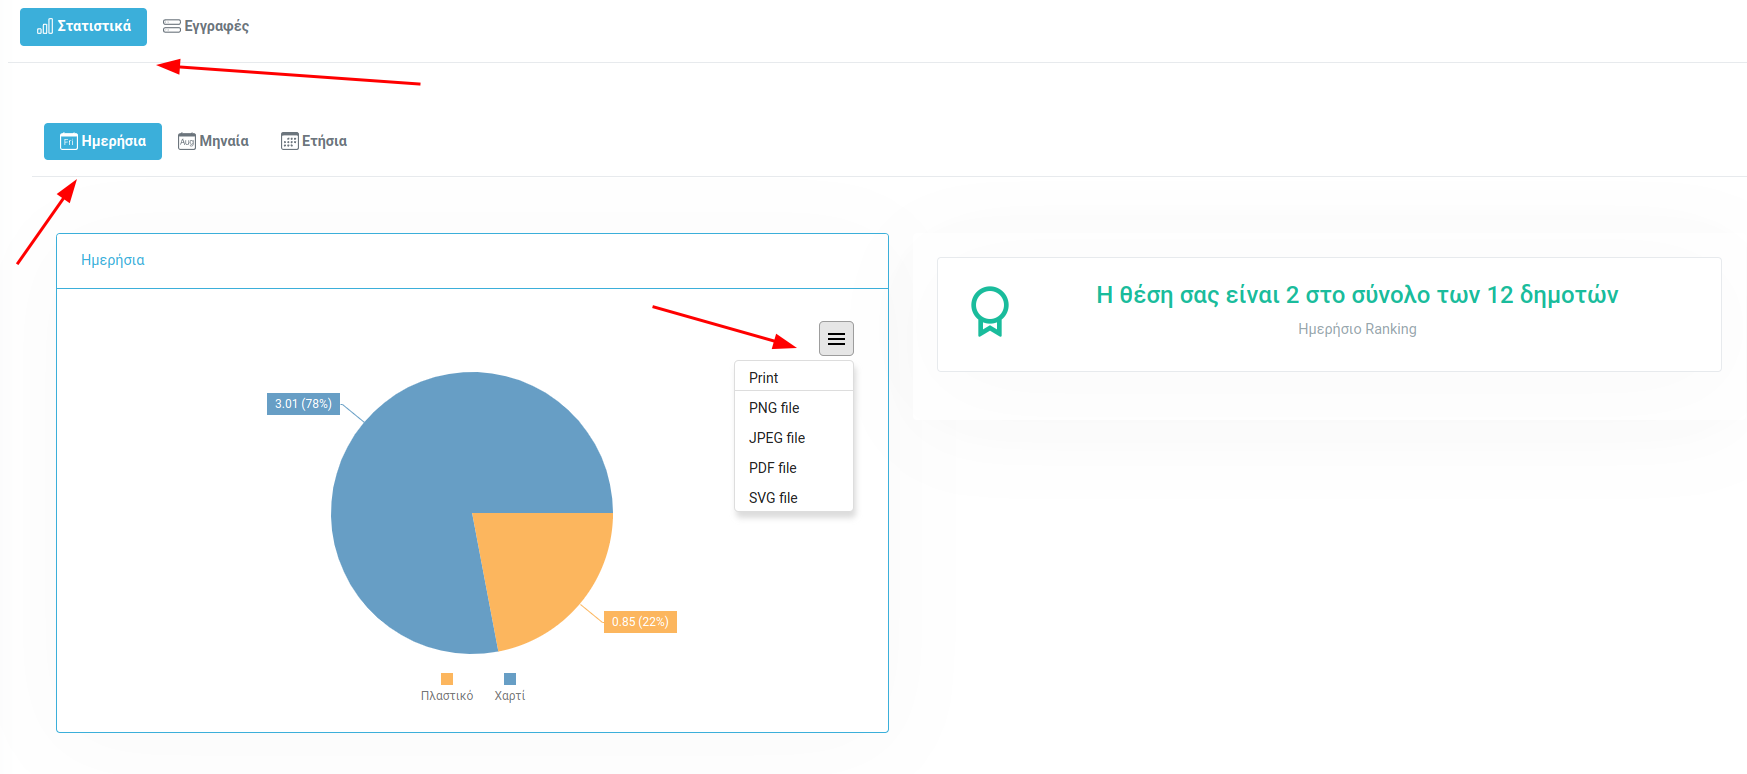 Στατιστικά Εγγραφές
Fri Ημερήσια Aug Μηναία Ετήσια
Ημερήσια
Print
PNG file
JPEG file
PDF file
SVG file
3.01 (78%)
0.85 (22%)
Πλαστικό Χαρτί
Η θέση σας είναι 2 στο σύνολο των 12 δημοτών
Ημερήσιο Ranking